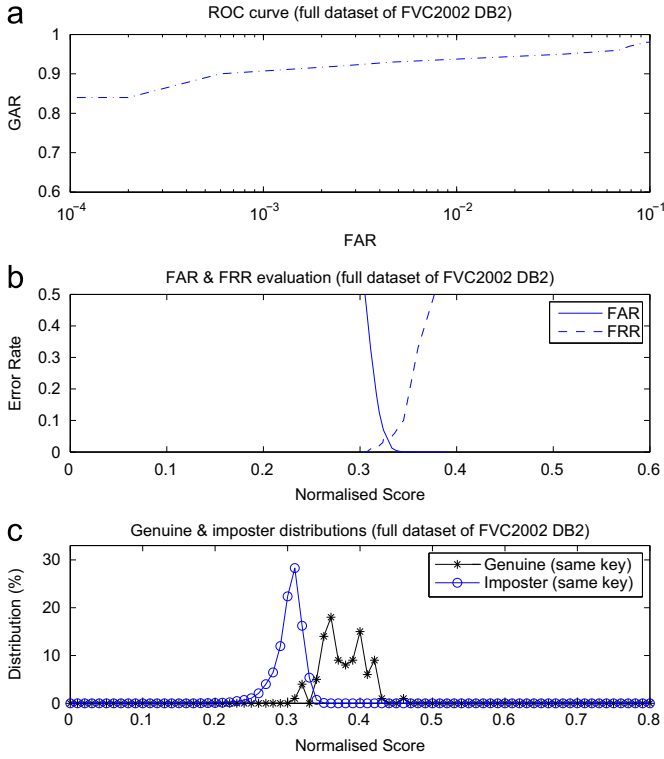 a
ROC curve (full dataset of FVC2002 DB2)
1
0.9
0.8
0.7
0.6
GAR
10^-4
10^-3
10^-2
10^-1
FAR
b
FAR & FRR evaluation (full dataset of FVC2002 DB2)
0.5
0.4
0.3
0.2
0.1
0
Error Rate
FAR
FRR
0
0.1
0.2
0.3
0.4
0.5
0.6
Normalised Score
c
Genuine & imposter distributions (full dataset of FVC2002 DB2)
30
20
10
0
Distribution (%)
Genuine (same key)
Imposter (same key)
0
0.1
0.2
0.3
0.4
0.5
0.6
0.7
0.8
Normalised Score